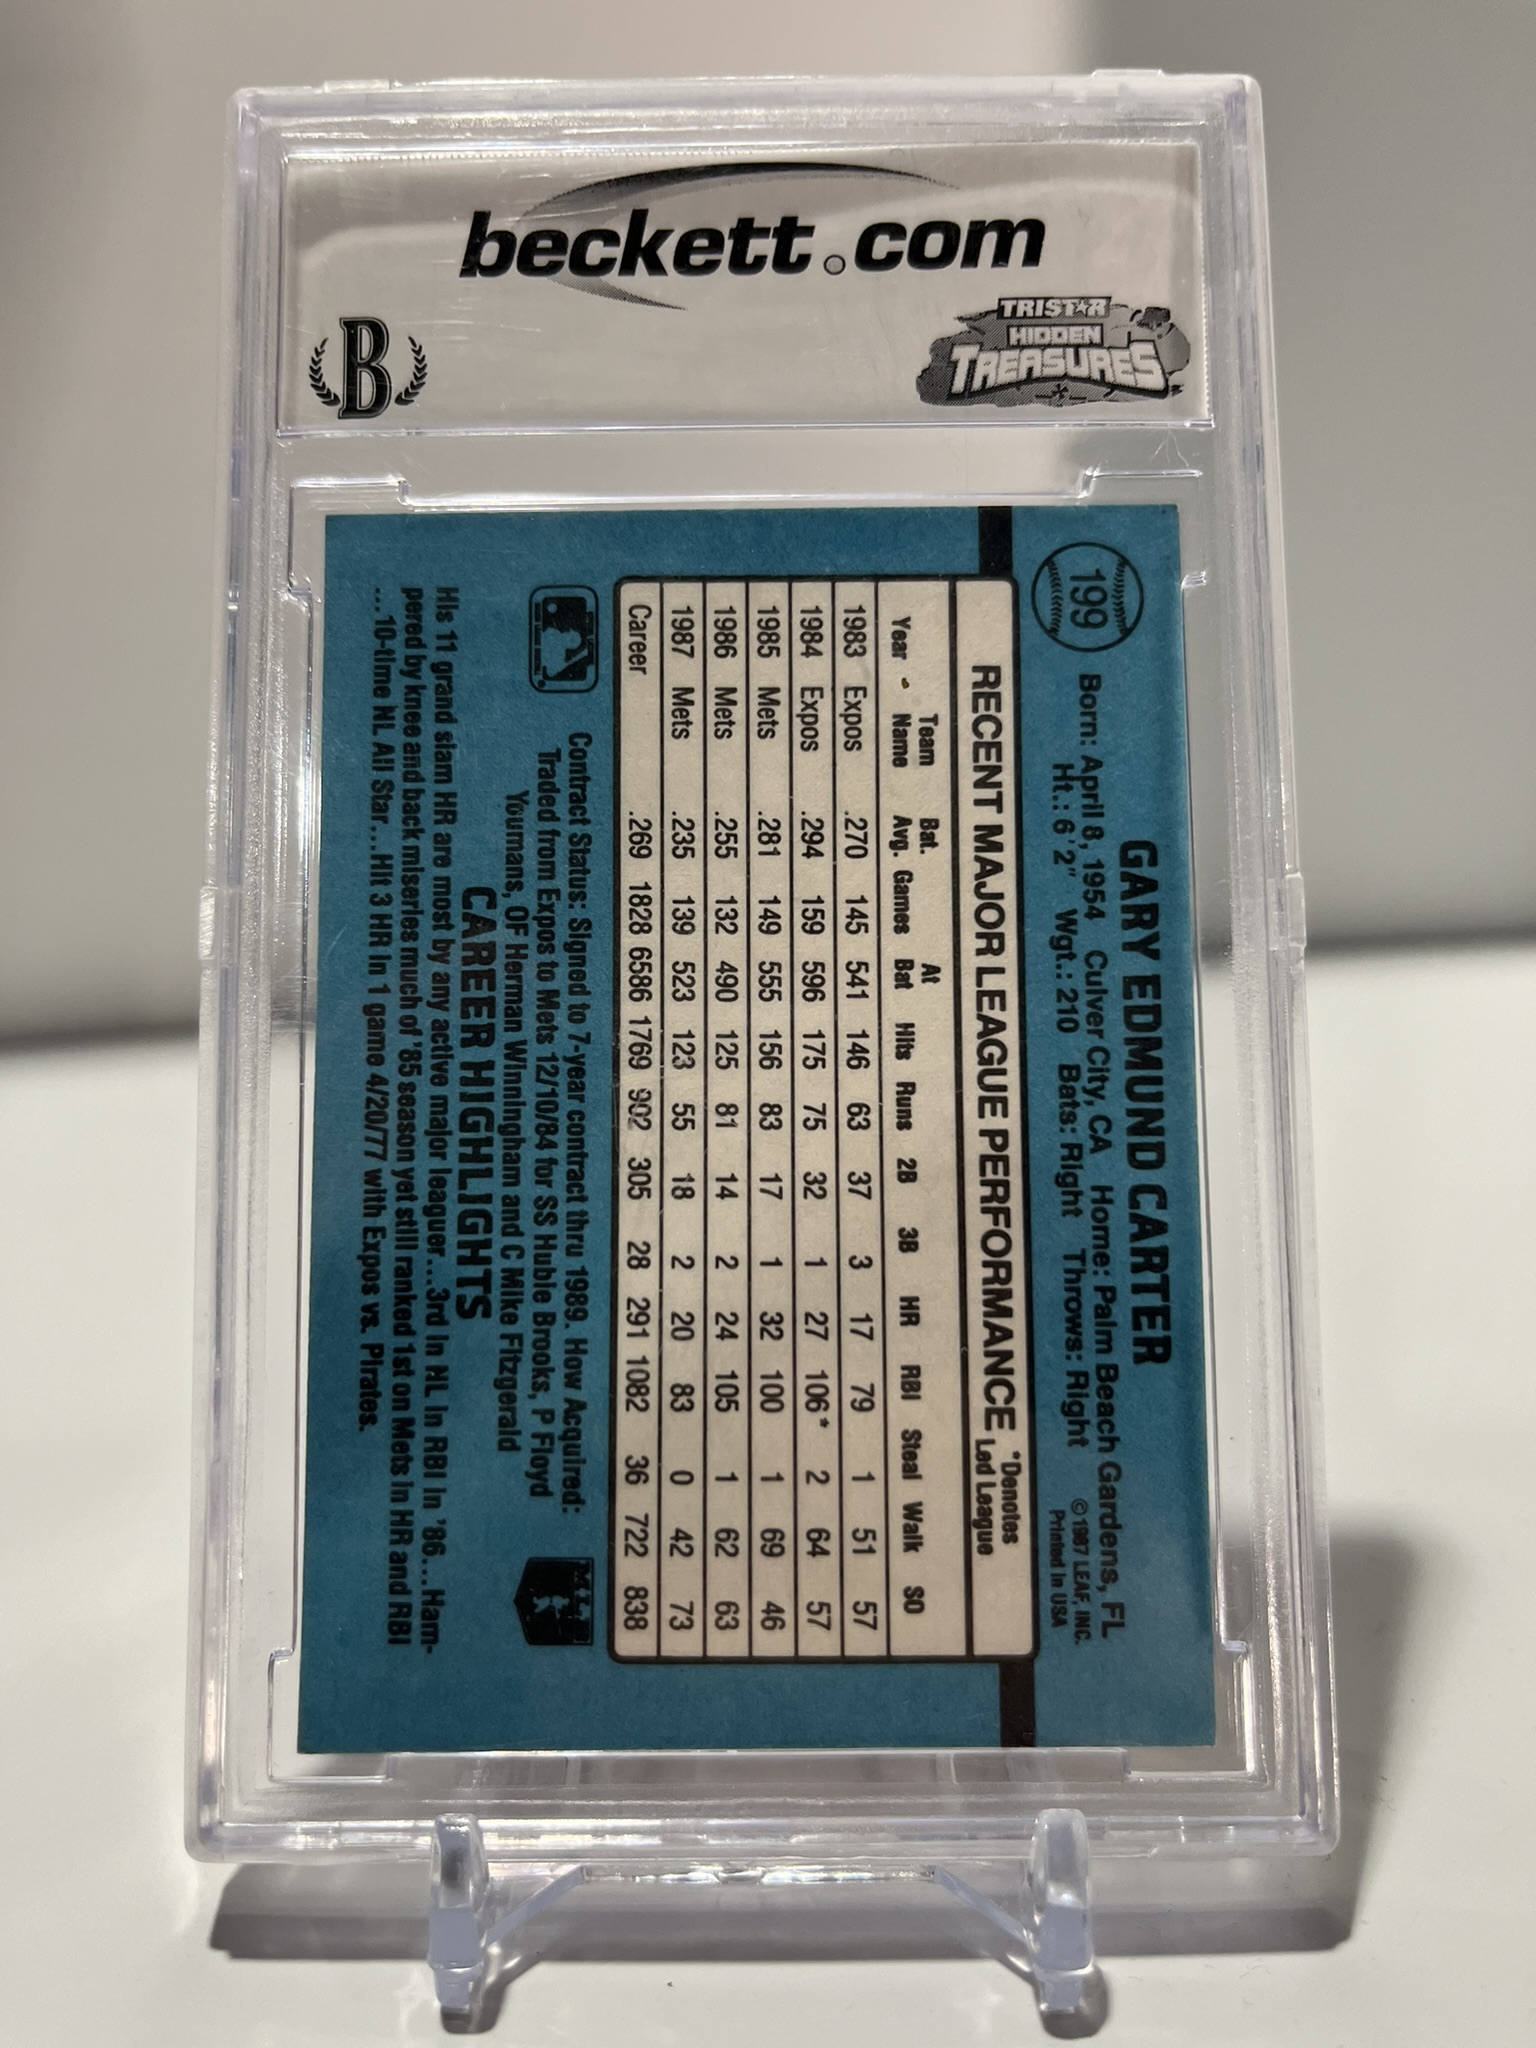 beckett.com
B
TRISTAR
HIDDEN
TREASURES
199
GARY EDMUND CARTER
Born: April 8, 1954 Culver City, CA Home: Palm Beach Gardens, FL
Ht.: 6'2" Wgt.: 210 Bats: Right Throws: Right
© 1987 LEAF, INC.
Printed in USA
RECENT MAJOR LEAGUE PERFORMANCE
*Denotes
Led League
Year Team Name Bat. Avg. Games At Bat Hits Runs 2B 3B HR RBI Steal Walk SO
1983 Expos .270 145 541 146 63 37 3 17 79 1 51 57
1984 Expos .294 159 596 175 75 32 1 27 106* 2 64 57
1985 Mets .281 149 555 156 83 17 1 32 100 1 69 46
1986 Mets .255 132 490 125 81 14 2 24 105 1 62 63
1987 Mets .235 139 523 123 55 18 2 20 83 0 42 73
Career .269 1828 6586 1769 902 305 28 291 1082 36 722 838
Contract Status: Signed to 7-year contract thru 1989. How Acquired:
Traded from Expos to Mets 12/10/84 for SS Hubie Brooks, P Floyd
Youmans, OF Herman Winningham and C Mike Fitzgerald
CAREER HIGHLIGHTS
His 11 grand slam HR are most by any active major leaguer...3rd in NL in RBI in '86...Ham-
pered by knee and back miseries much of '85 season yet still ranked 1st on Mets in HR and RBI
...10-time NL All Star...Hit 3 HR in 1 game 4/20/77 with Expos vs. Pirates.